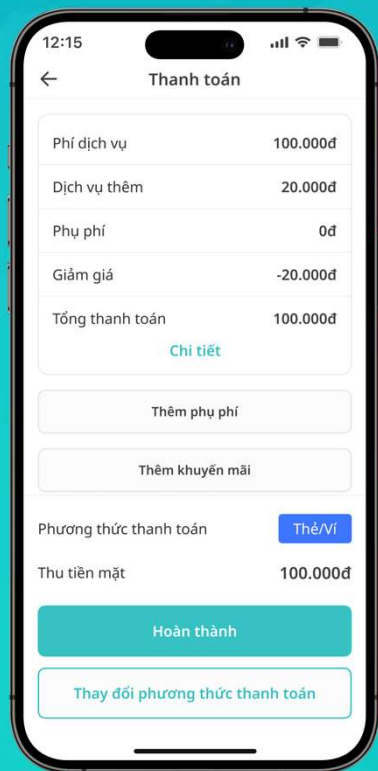 12:15
Thanh toán
Phí dịch vụ 100.000đ
Dịch vụ thêm 20.000đ
Phụ phí 0đ
Giảm giá -20.000đ
Tổng thanh toán 100.000đ
Chi tiết
Thêm phụ phí
Thêm khuyến mãi
Phương thức thanh toán Thẻ/Ví
Thu tiền mặt 100.000đ
Hoàn thành
Thay đổi phương thức thanh toán